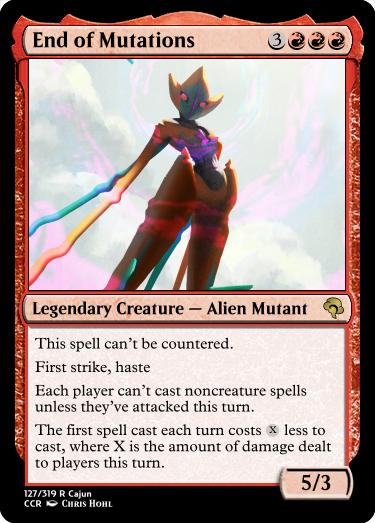 End of Mutations 3
Legendary Creature — Alien Mutant
This spell can't be countered.
First strike, haste
Each player can't cast noncreature spells
unless they've attacked this turn.
The first spell cast each turn costs X less to
cast, where X is the amount of damage dealt
to players this turn.
5/3
127/319 R Cajun
CCR Chris Hohl